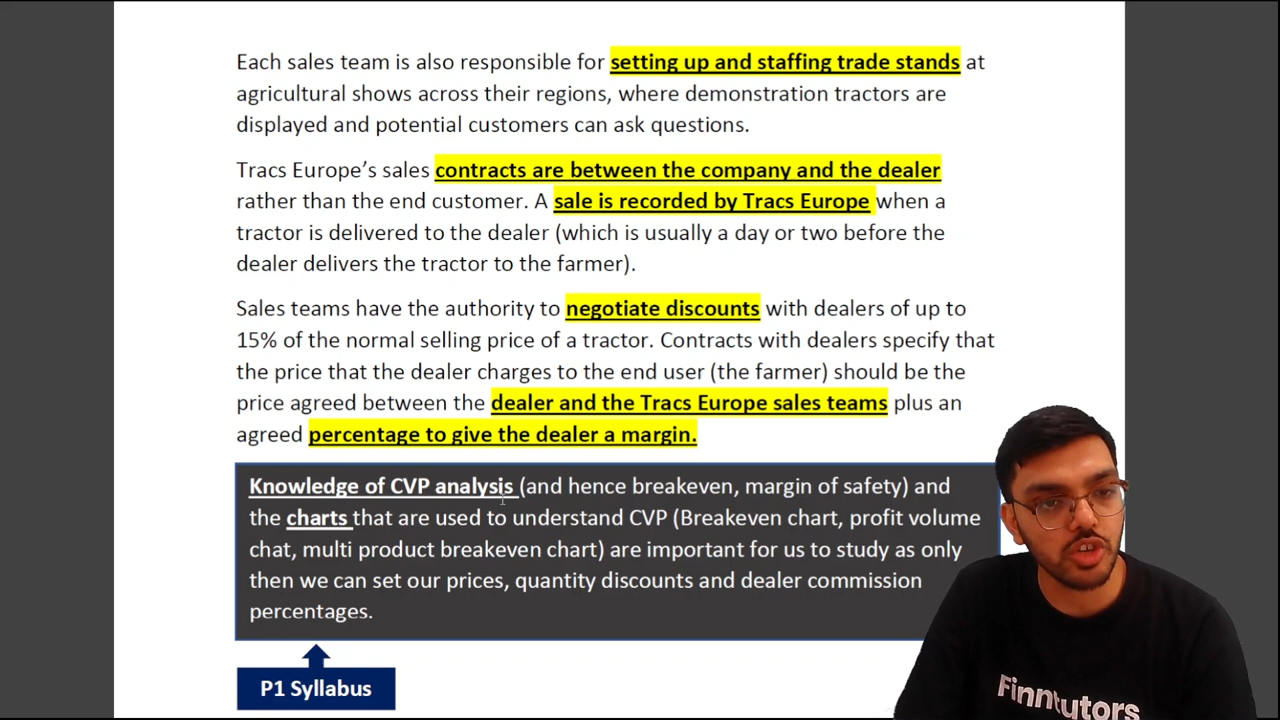 Each sales team is also responsible for setting up and staffing trade stands at
agricultural shows across their regions, where demonstration tractors are
displayed and potential customers can ask questions.
Tracs Europe's sales contracts are between the company and the dealer
rather than the end customer. A sale is recorded by Tracs Europe when a
tractor is delivered to the dealer (which is usually a day or two before the
dealer delivers the tractor to the farmer).
Sales teams have the authority to negotiate discounts with dealers of up to
15% of the normal selling price of a tractor. Contracts with dealers specify that
the price that the dealer charges to the end user (the farmer) should be the
price agreed between the dealer and the Tracs Europe sales teams plus an
agreed percentage to give the dealer a margin.
Knowledge of CVP analysis (and hence breakeven, margin of safety) and
the charts that are used to understand CVP (Breakeven chart, profit volume
chat, multi product breakeven chart) are important for us to study as only
then we can set our prices, quantity discounts and dealer commission
percentages.
P1 Syllabus
Finntutors